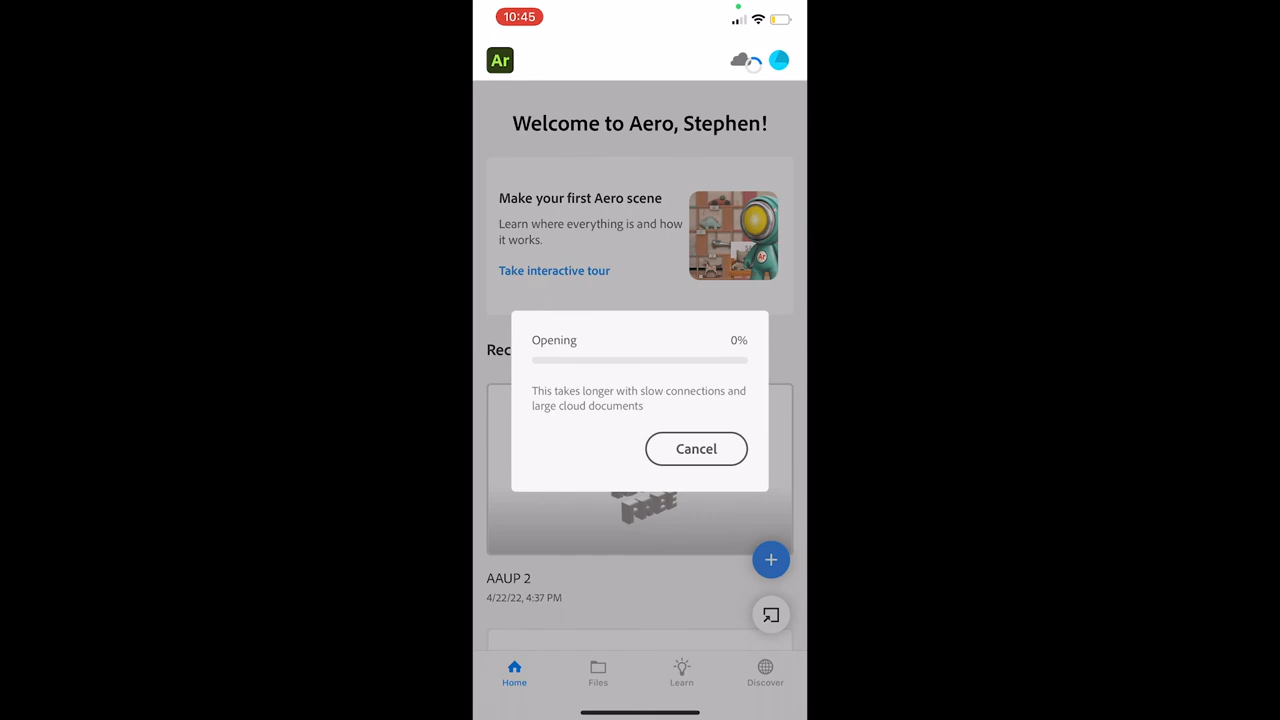 10:45
Ar
Welcome to Aero, Stephen!
Make your first Aero scene
Learn where everything is and how
it works.
Take interactive tour
Ar
Opening 0%
This takes longer with slow connections and
large cloud documents
Cancel
FREE
AAUP 2
4/22/22, 4:37 PM
Home Files Learn Discover